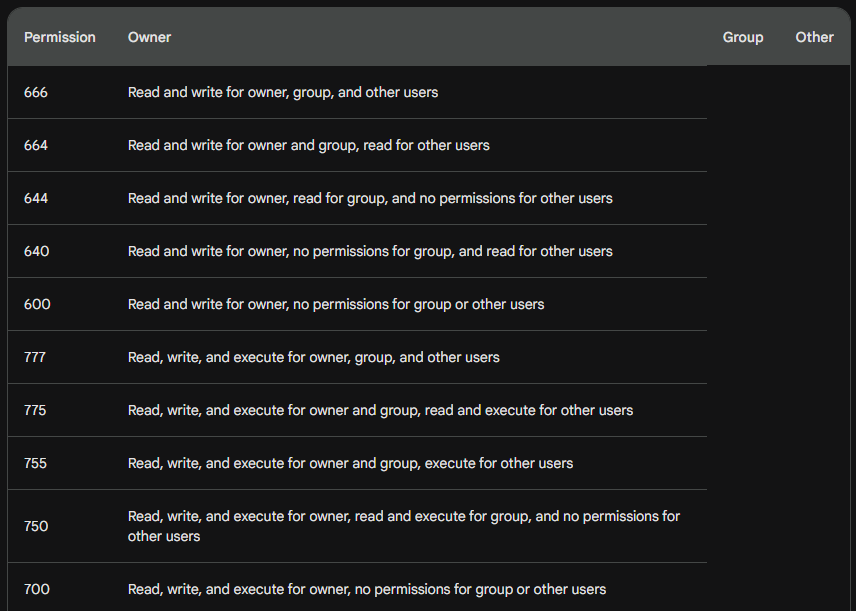 Permission Owner Group Other
666 Read and write for owner, group, and other users
664 Read and write for owner and group, read for other users
644 Read and write for owner, read for group, and no permissions for other users
640 Read and write for owner, no permissions for group, and read for other users
600 Read and write for owner, no permissions for group or other users
777 Read, write, and execute for owner, group, and other users
775 Read, write, and execute for owner and group, read and execute for other users
755 Read, write, and execute for owner and group, execute for other users
750 Read, write, and execute for owner, read and execute for group, and no permissions for
other users
700 Read, write, and execute for owner, no permissions for group or other users